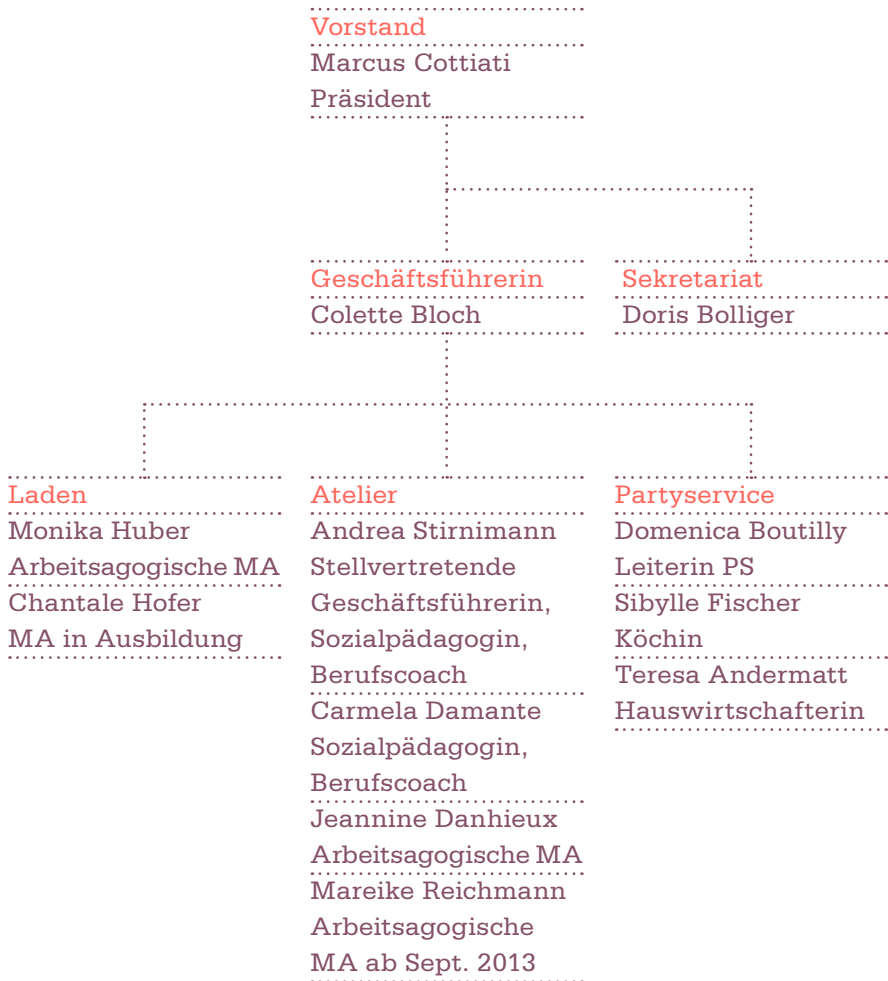 Vorstand
Marcus Cottiati
Präsident
Geschäftsführerin
Colette Bloch
Sekretariat
Doris Bolliger
Laden
Monika Huber
Arbeitsagogische MA
Chantale Hofer
MA in Ausbildung
Atelier
Andrea Stirnimann
Stellvertretende
Geschäftsführerin,
Sozialpädagogin,
Berufscoach
Carmela Damante
Sozialpädagogin,
Berufscoach
Jeannine Danhieux
Arbeitsagogische MA
Mareike Reichmann
Arbeitsagogische
MA ab Sept. 2013
Partyservice
Domenica Boutilly
Leiterin PS
Sibylle Fischer
Köchin
Teresa Andermatt
Hauswirtschafterin